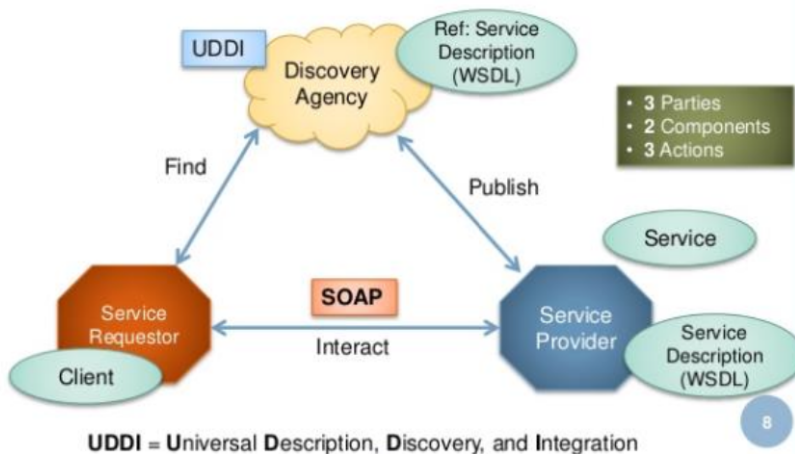 UDDI
Discovery
Agency
Ref: Service
Description
(WSDL)
• 3 Parties
• 2 Components
• 3 Actions
Find
Publish
Service
Service
Requestor
Client
SOAP
Interact
Service
Provider
Service
Description
(WSDL)
8
UDDI = Universal Description, Discovery, and Integration